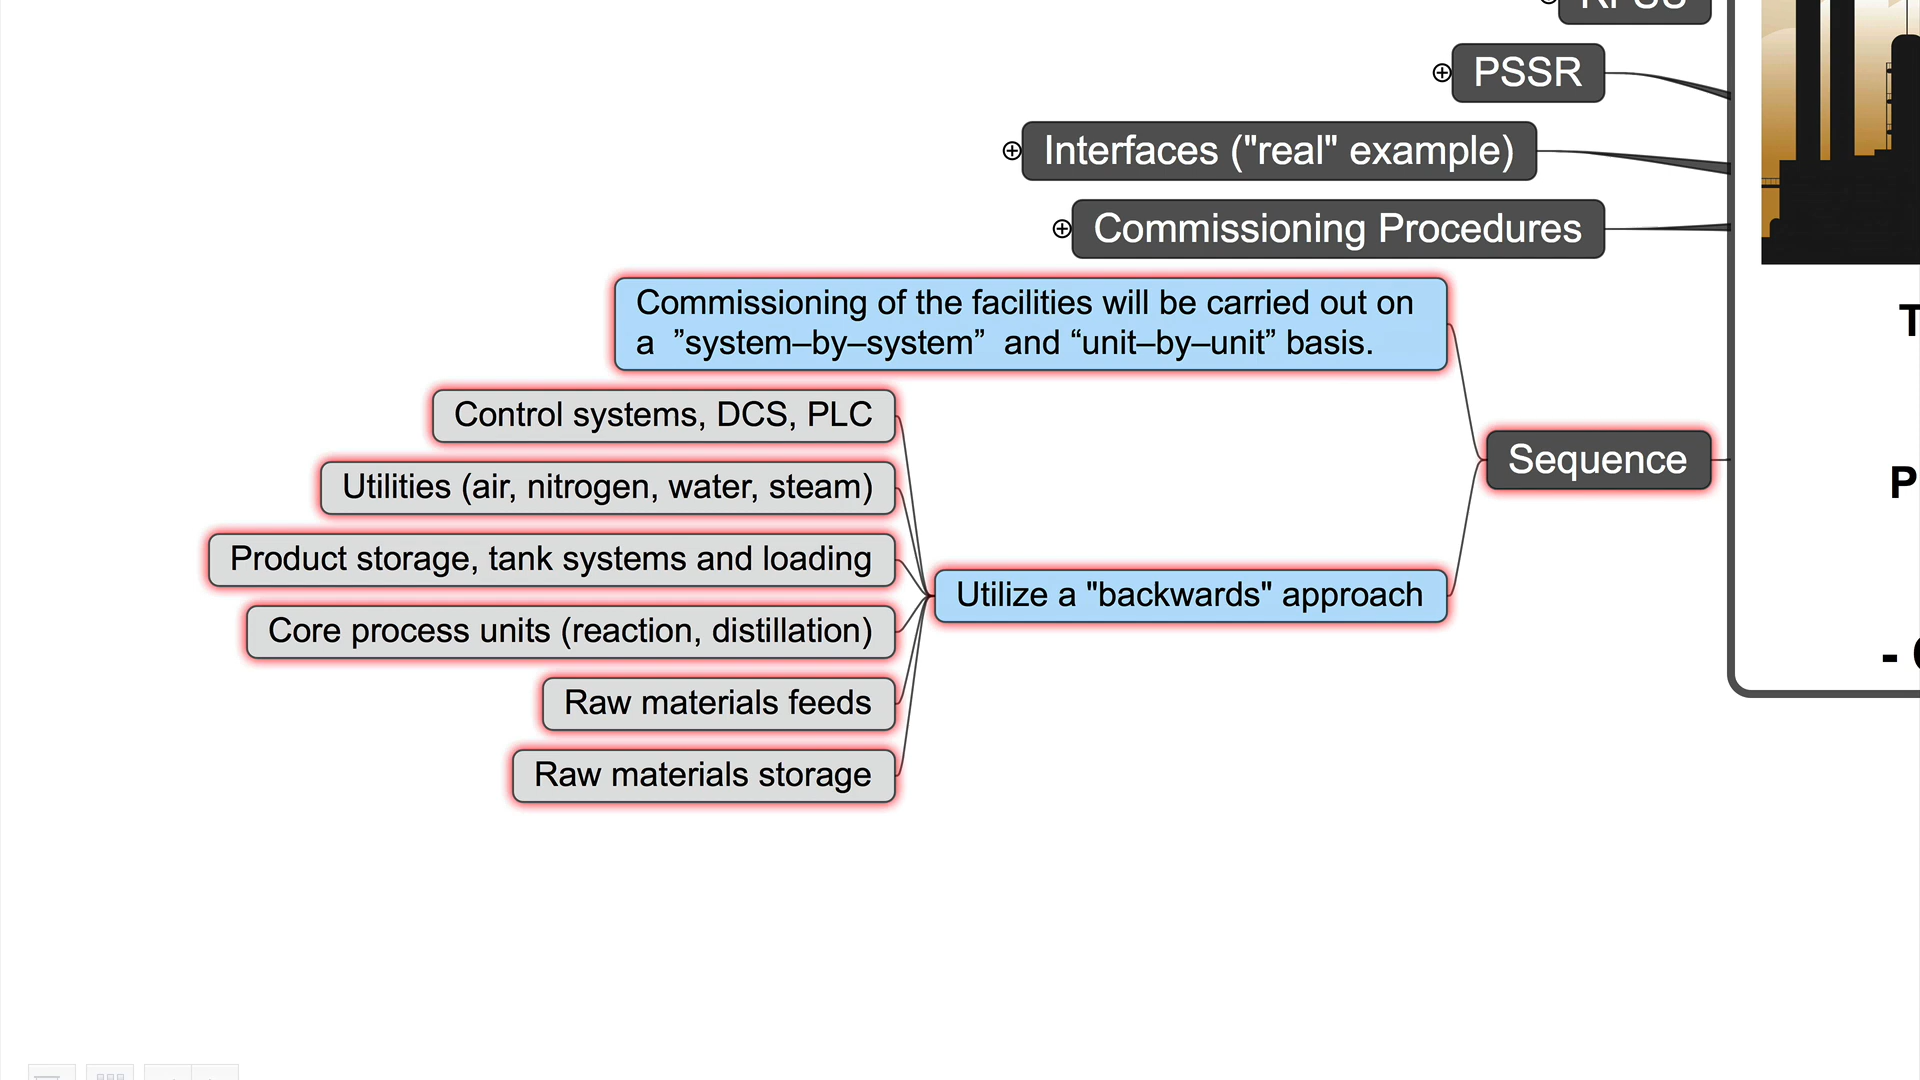 PSSR
Interfaces ("real" example)
Commissioning Procedures
Commissioning of the facilities will be carried out on
a ”system–by–system” and “unit–by–unit” basis.
Control systems, DCS, PLC
Utilities (air, nitrogen, water, steam)
Product storage, tank systems and loading
Core process units (reaction, distillation)
Raw materials feeds
Raw materials storage
Utilize a "backwards" approach
Sequence